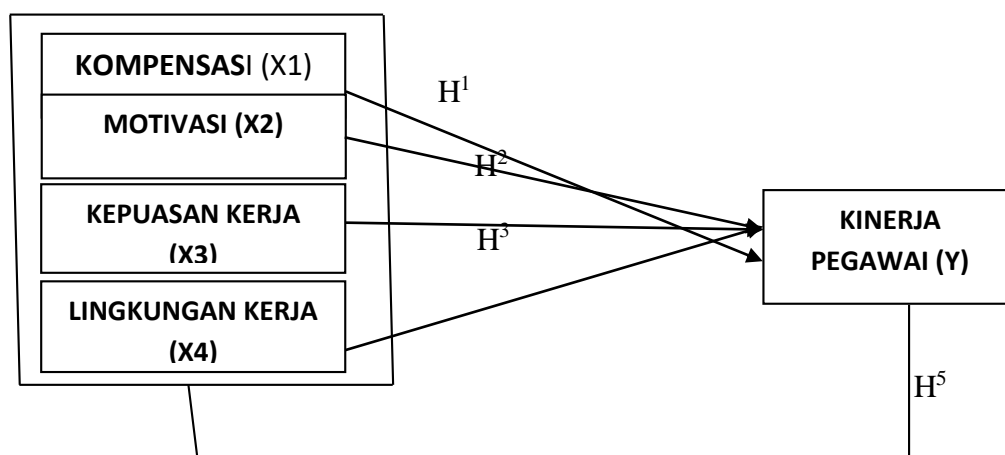 KOMPENSASI (X1)
H¹
MOTIVASI (X2)
H²
KEPUASAN KERJA
(X3)
H³
KINERJA
PEGAWAI (Y)
LINGKUNGAN KERJA
(X4)
H⁵